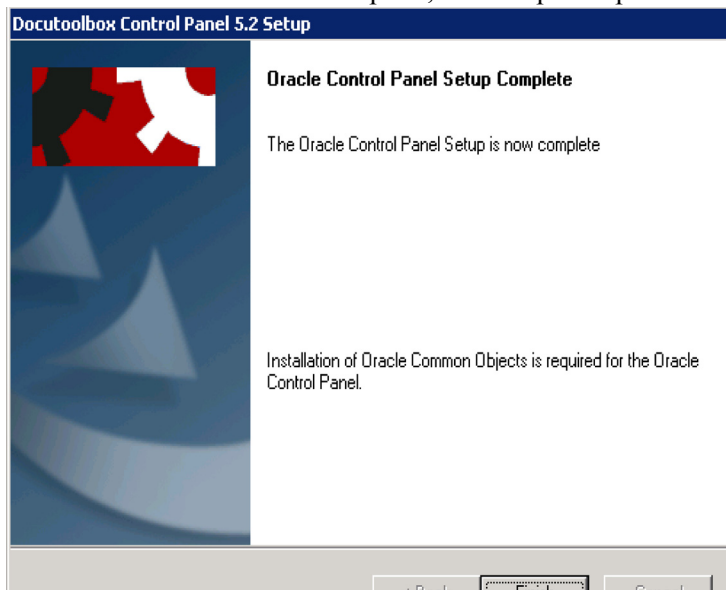 Docutoolbox Control Panel 5.2 Setup
Oracle Control Panel Setup Complete
The Oracle Control Panel Setup is now complete
Installation of Oracle Common Objects is required for the Oracle
Control Panel.